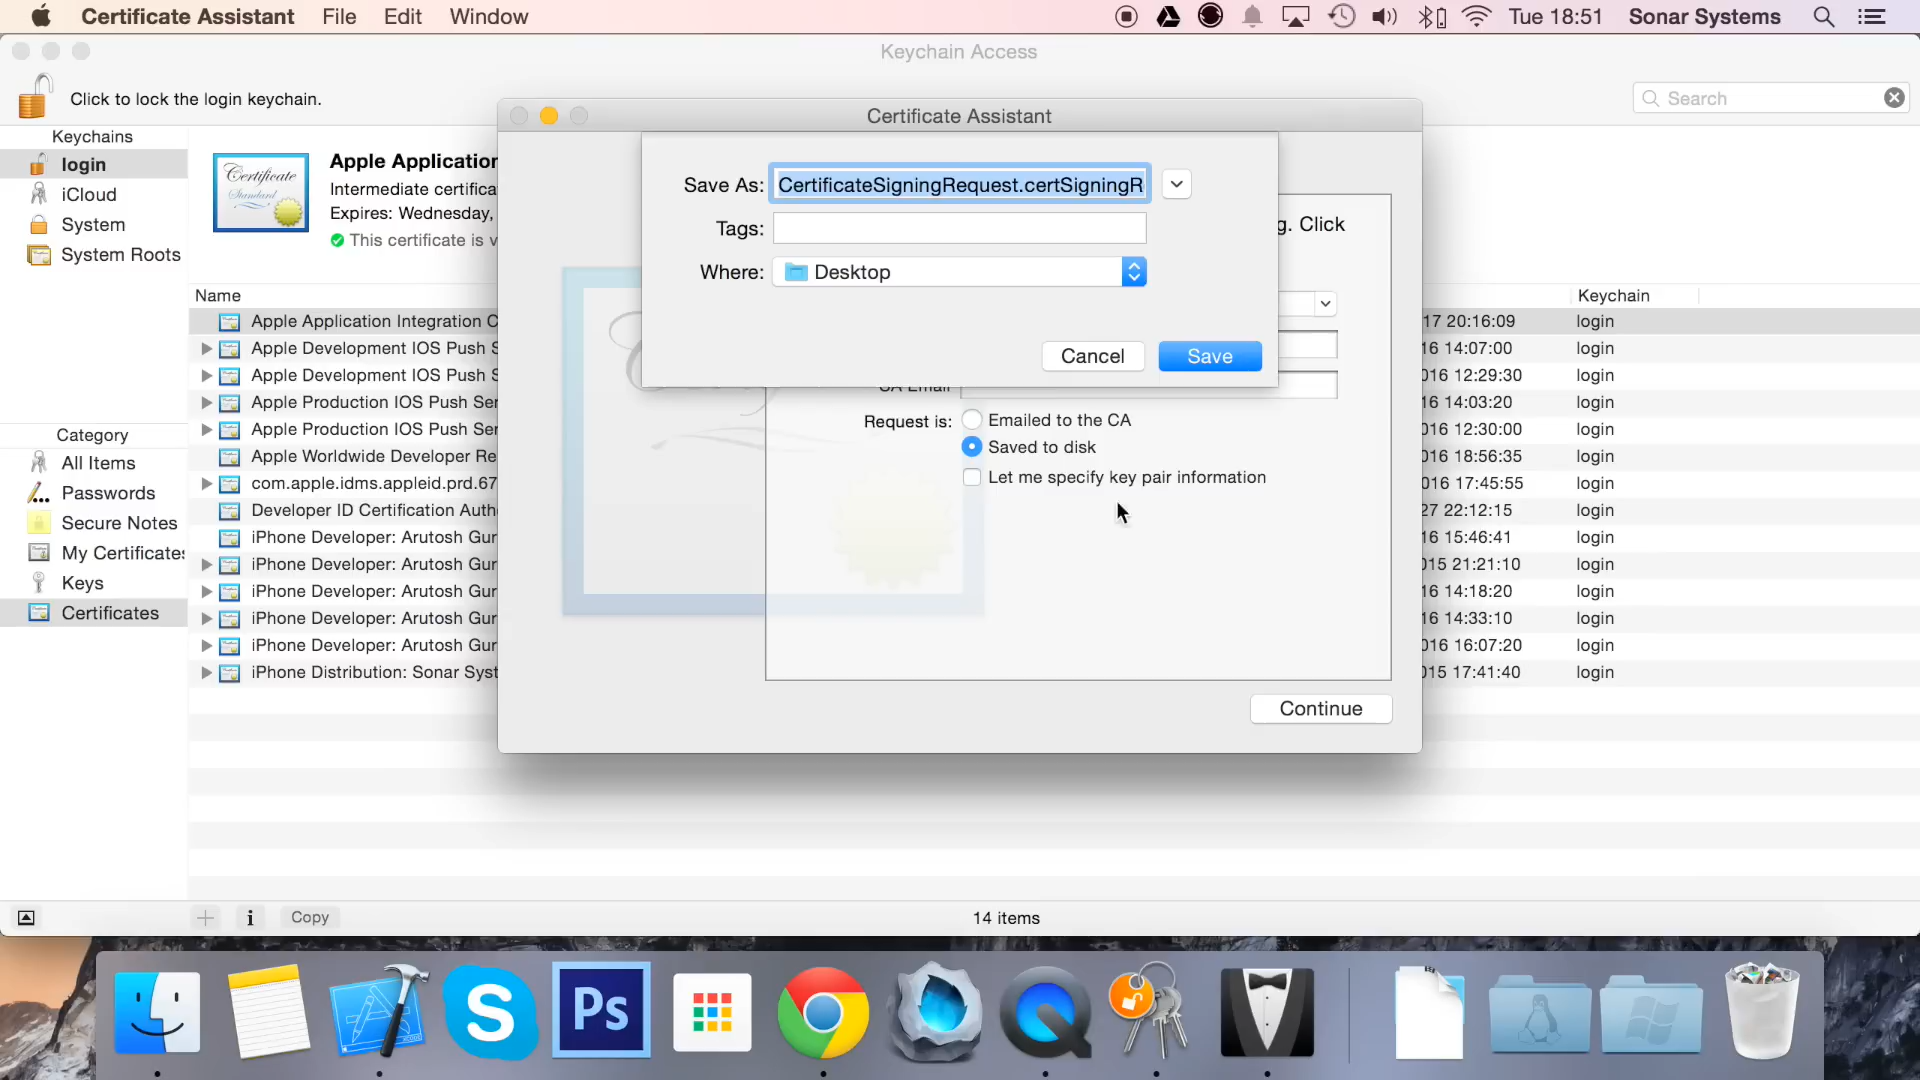 Certificate Assistant File Edit Window Tue 18:51 Sonar Systems
Keychain Access
Click to lock the login keychain.
Search
Keychains
login
iCloud
System
System Roots
Category
All Items
Passwords
Secure Notes
My Certificate
Keys
Certificates
Certificate
Standard
Apple Application
Intermediate certifica
Expires: Wednesday,
This certificate is v
Name Keychain
Apple Application Integration C 17 20:16:09 login
Apple Development IOS Push S 16 14:07:00 login
Apple Development IOS Push S 016 12:29:30 login
Apple Production IOS Push Ser 16 14:03:20 login
Apple Production IOS Push Ser 016 12:30:00 login
Apple Worldwide Developer Re 016 18:56:35 login
com.apple.idms.appleid.prd.67 016 17:45:55 login
Developer ID Certification Auth 27 22:12:15 login
iPhone Developer: Arutosh Gur 16 15:46:41 login
iPhone Developer: Arutosh Gur 015 21:21:10 login
iPhone Developer: Arutosh Gur 16 14:18:20 login
iPhone Developer: Arutosh Gur 16 14:33:10 login
iPhone Developer: Arutosh Gur 016 16:07:20 login
iPhone Distribution: Sonar Syst 015 17:41:40 login
Certificate Assistant
Save As: CertificateSigningRequest.certSigningR
Tags:
Where: Desktop
Cancel Save
g. Click
CA Email
Request is: Emailed to the CA
Saved to disk
Let me specify key pair information
Continue
Copy
14 items
S
Ps